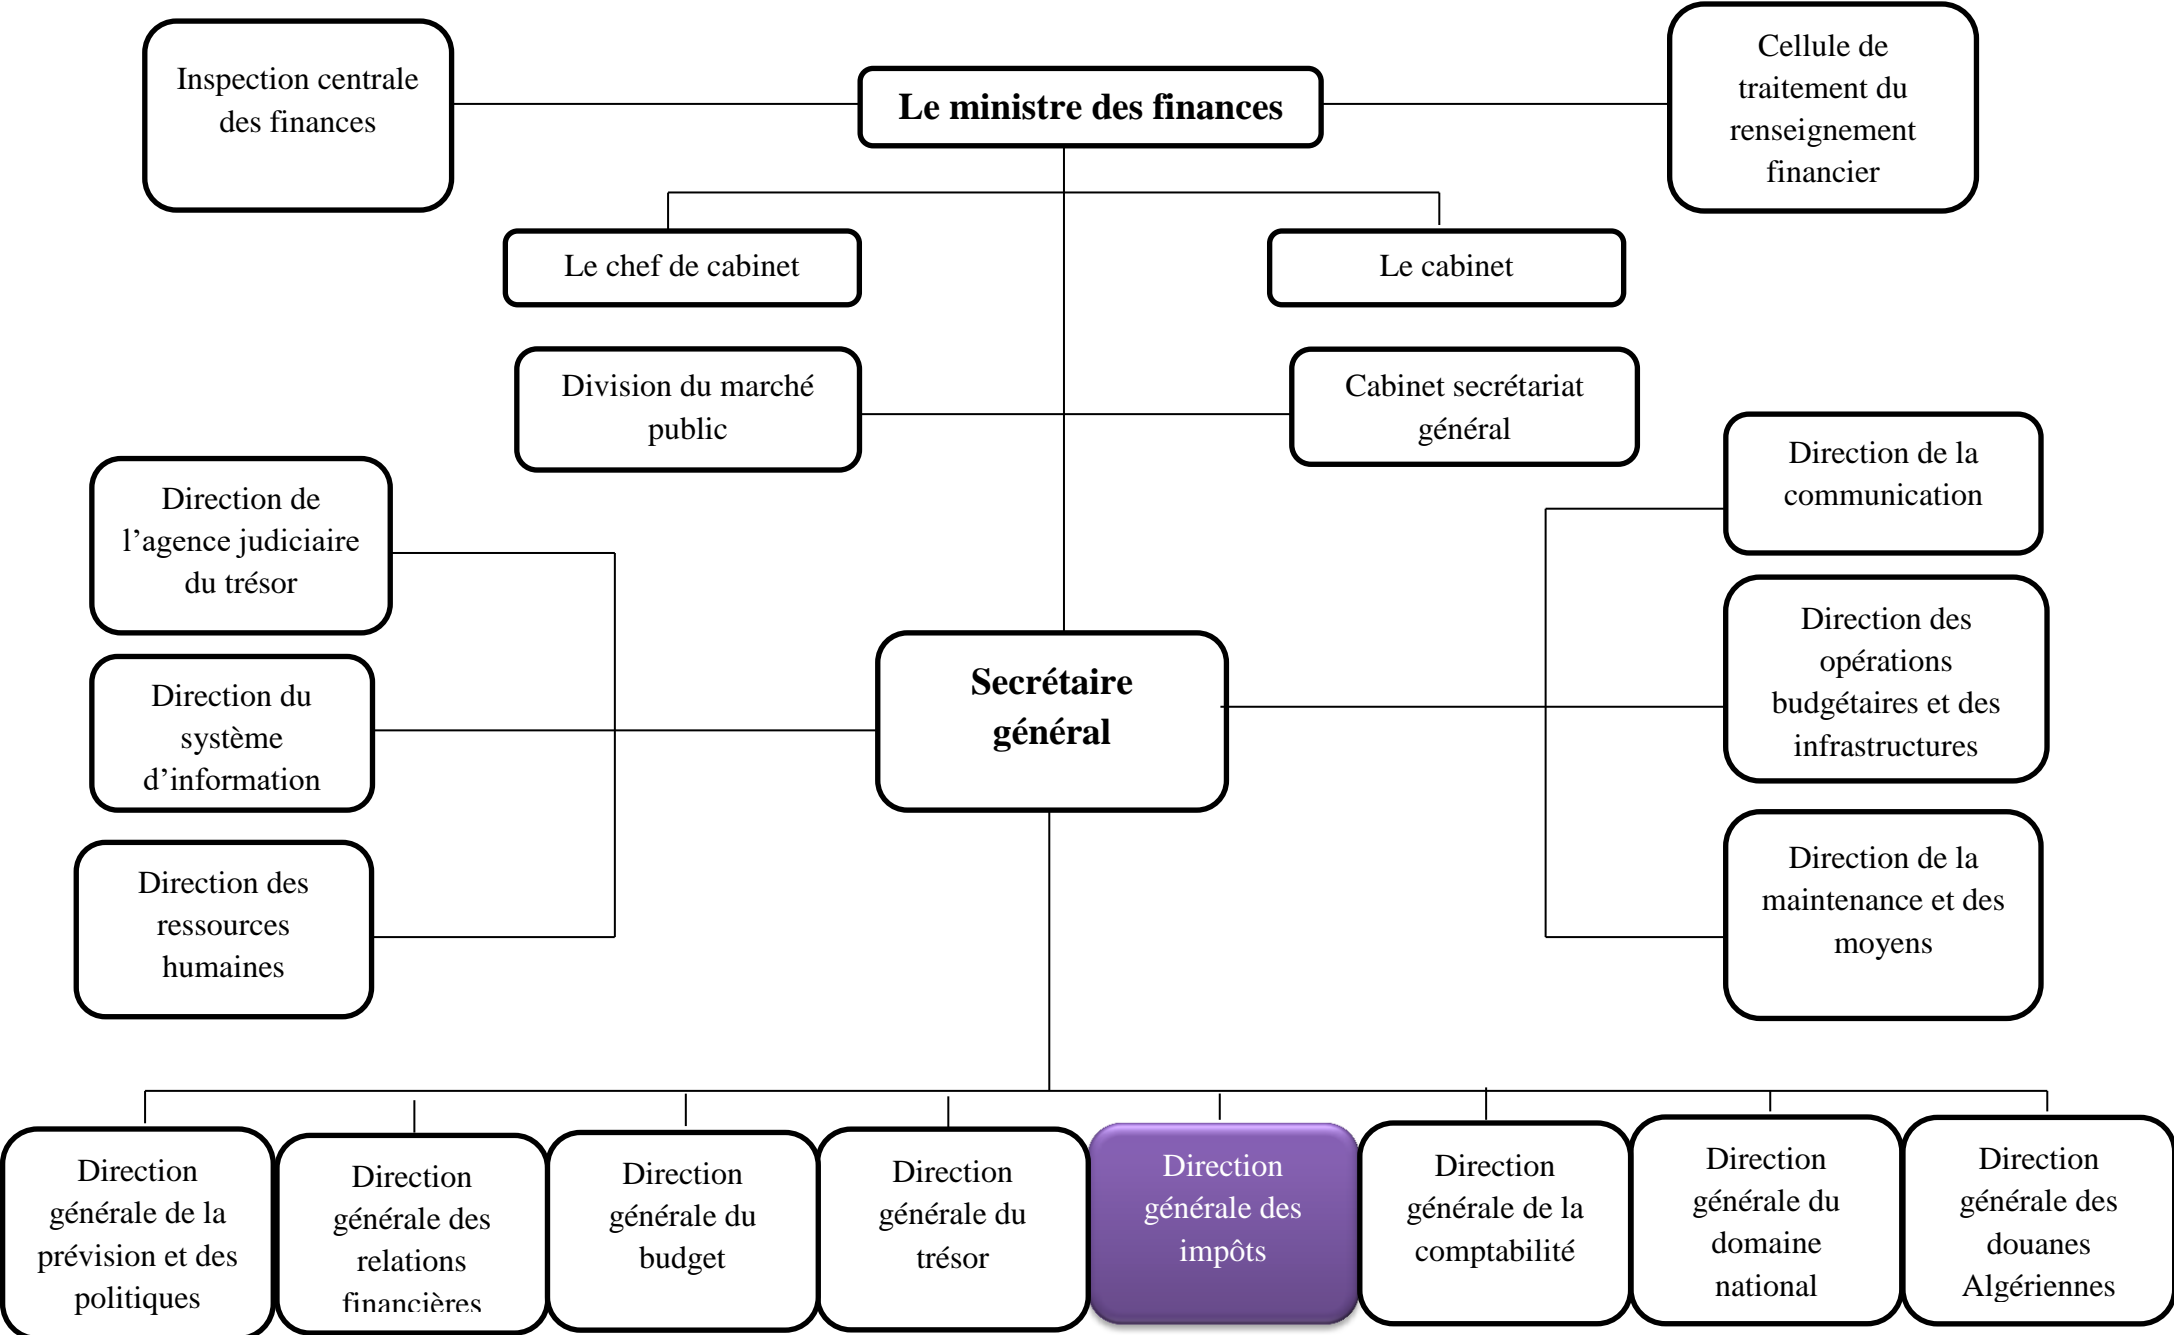 Inspection centrale
des finances
Le ministre des finances
Cellule de
traitement du
renseignement
financier
Le chef de cabinet
Le cabinet
Division du marché
public
Cabinet secrétariat
général
Direction de
l’agence judiciaire
du trésor
Direction de la
communication
Direction du
système
d’information
Secrétaire
général
Direction des
opérations
budgétaires et des
infrastructures
Direction des
ressources
humaines
Direction de la
maintenance et des
moyens
Direction
générale de la
prévision et des
politiques
Direction
générale des
relations
financières
Direction
générale du
budget
Direction
générale du
trésor
Direction
générale des
impôts
Direction
générale de la
comptabilité
Direction
générale du
domaine
national
Direction
générale des
douanes
Algériennes